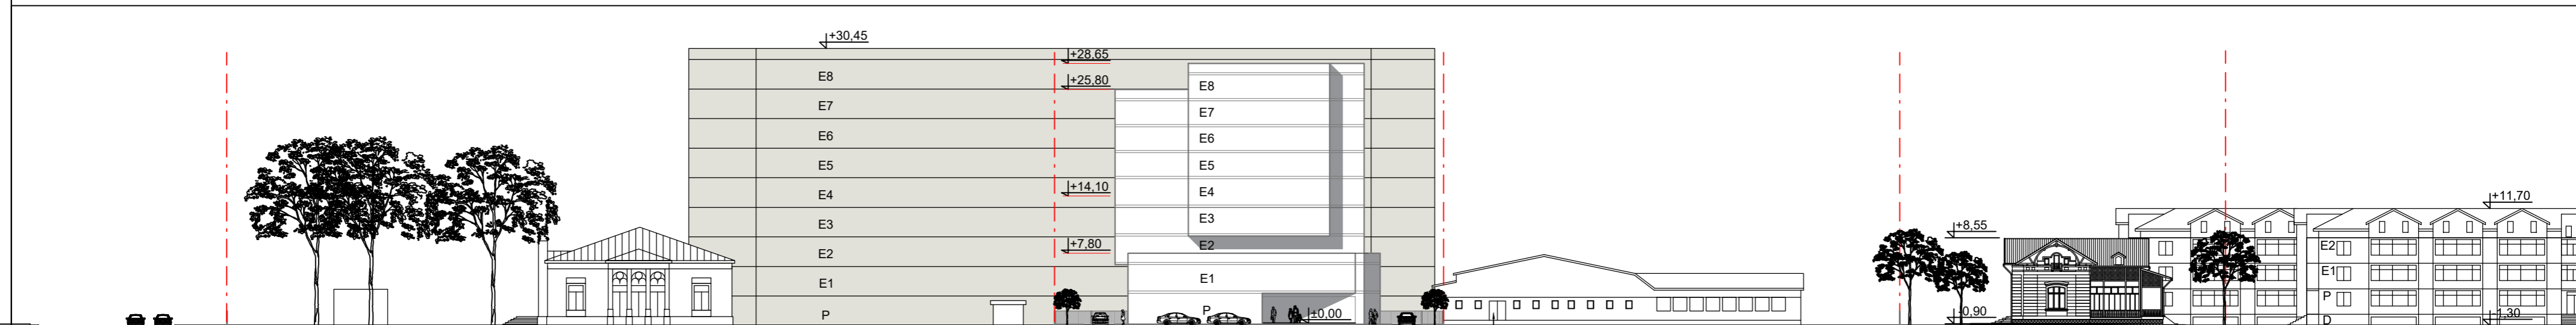 +30,45
E8
E7
E6
E5
E4
E3
E2
E1
P
+28,65
+25,80
+14,10
+7,80
E8
E7
E6
E5
E4
E3
E2
E1
P
±0,00
+8,55
-0,90
+11,70
E2
E1
P
D
-1,30